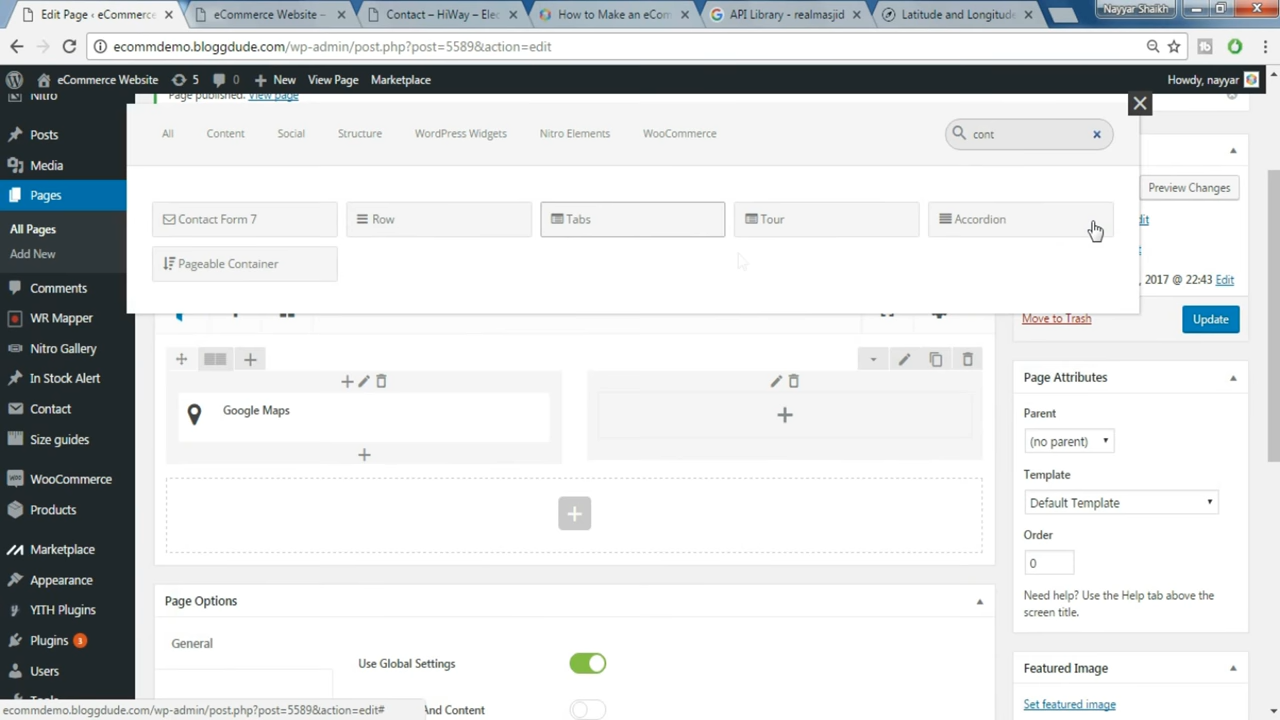 Edit Page ‹ eCommerce
eCommerce Website –
Contact – HiWay – Elec
How to Make an eCom
API Library - realmasjid
Latitude and Longitude
Nayyar Shaikh
ecommdemo.bloggdude.com/wp-admin/post.php?post=5589&action=edit
eCommerce Website
5
0
New
View Page
Marketplace
Howdy, nayyar
Nitro
Page published. View page
Posts
Media
Pages
All Pages
Add New
Comments
WR Mapper
Nitro Gallery
In Stock Alert
Contact
Size guides
WooCommerce
Products
Marketplace
Appearance
YITH Plugins
Plugins 3
Users
All
Content
Social
Structure
WordPress Widgets
Nitro Elements
WooCommerce
cont
Contact Form 7
Row
Tabs
Tour
Accordion
Pageable Container
Preview Changes
, 2017 @ 22:43 Edit
Move to Trash
Update
Google Maps
Page Attributes
Parent
(no parent)
Template
Default Template
Order
0
Need help? Use the Help tab above the
screen title.
Featured Image
Set featured image
Page Options
General
Use Global Settings
And Content
ecommdemo.bloggdude.com/wp-admin/post.php?post=5589&action=edit#